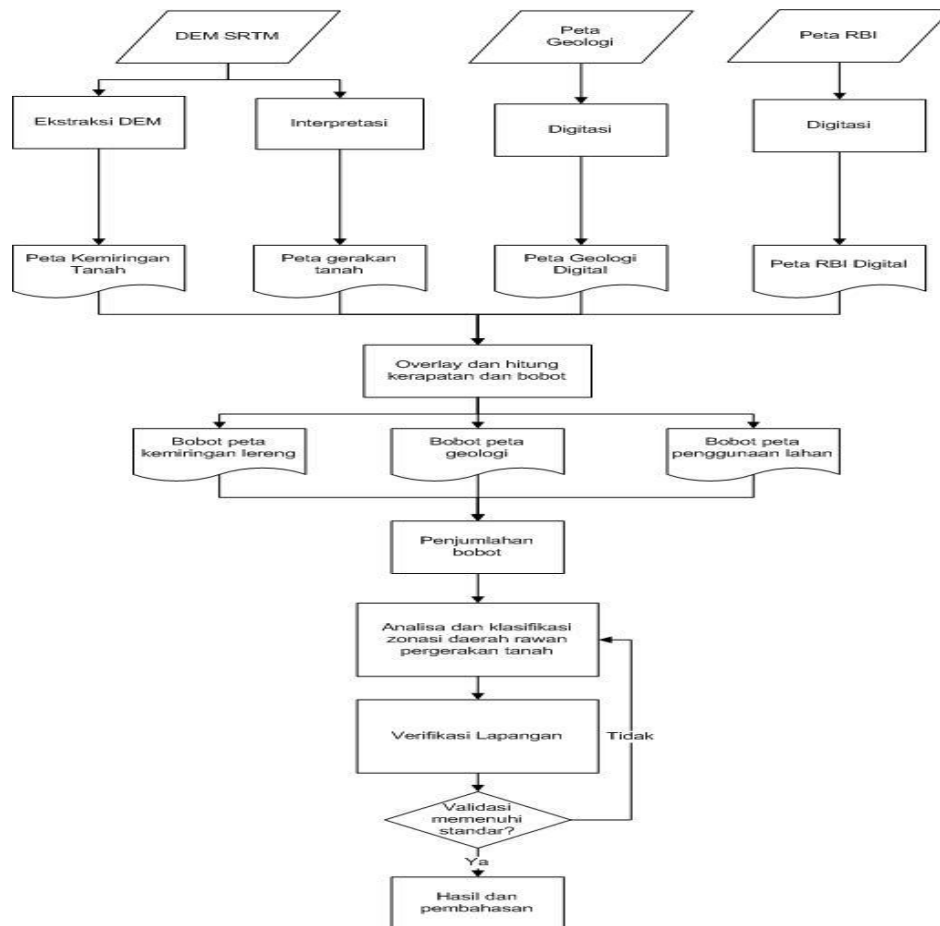 DEM SRTM
Peta
Geologi
Peta RBI
Ekstraksi DEM
Interpretasi
Digitasi
Digitasi
Peta Kemiringan
Tanah
Peta gerakan
tanah
Peta Geologi
Digital
Peta RBI Digital
Overlay dan hitung
kerapatan dan bobot
Bobot peta
kemiringan lereng
Bobot peta
geologi
Bobot peta
penggunaan lahan
Penjumlahan
bobot
Analisa dan klasifikasi
zonasi daerah rawan
pergerakan tanah
Verifikasi Lapangan
Tidak
Validasi
memenuhi
standar?
Ya
Hasil dan
pembahasan